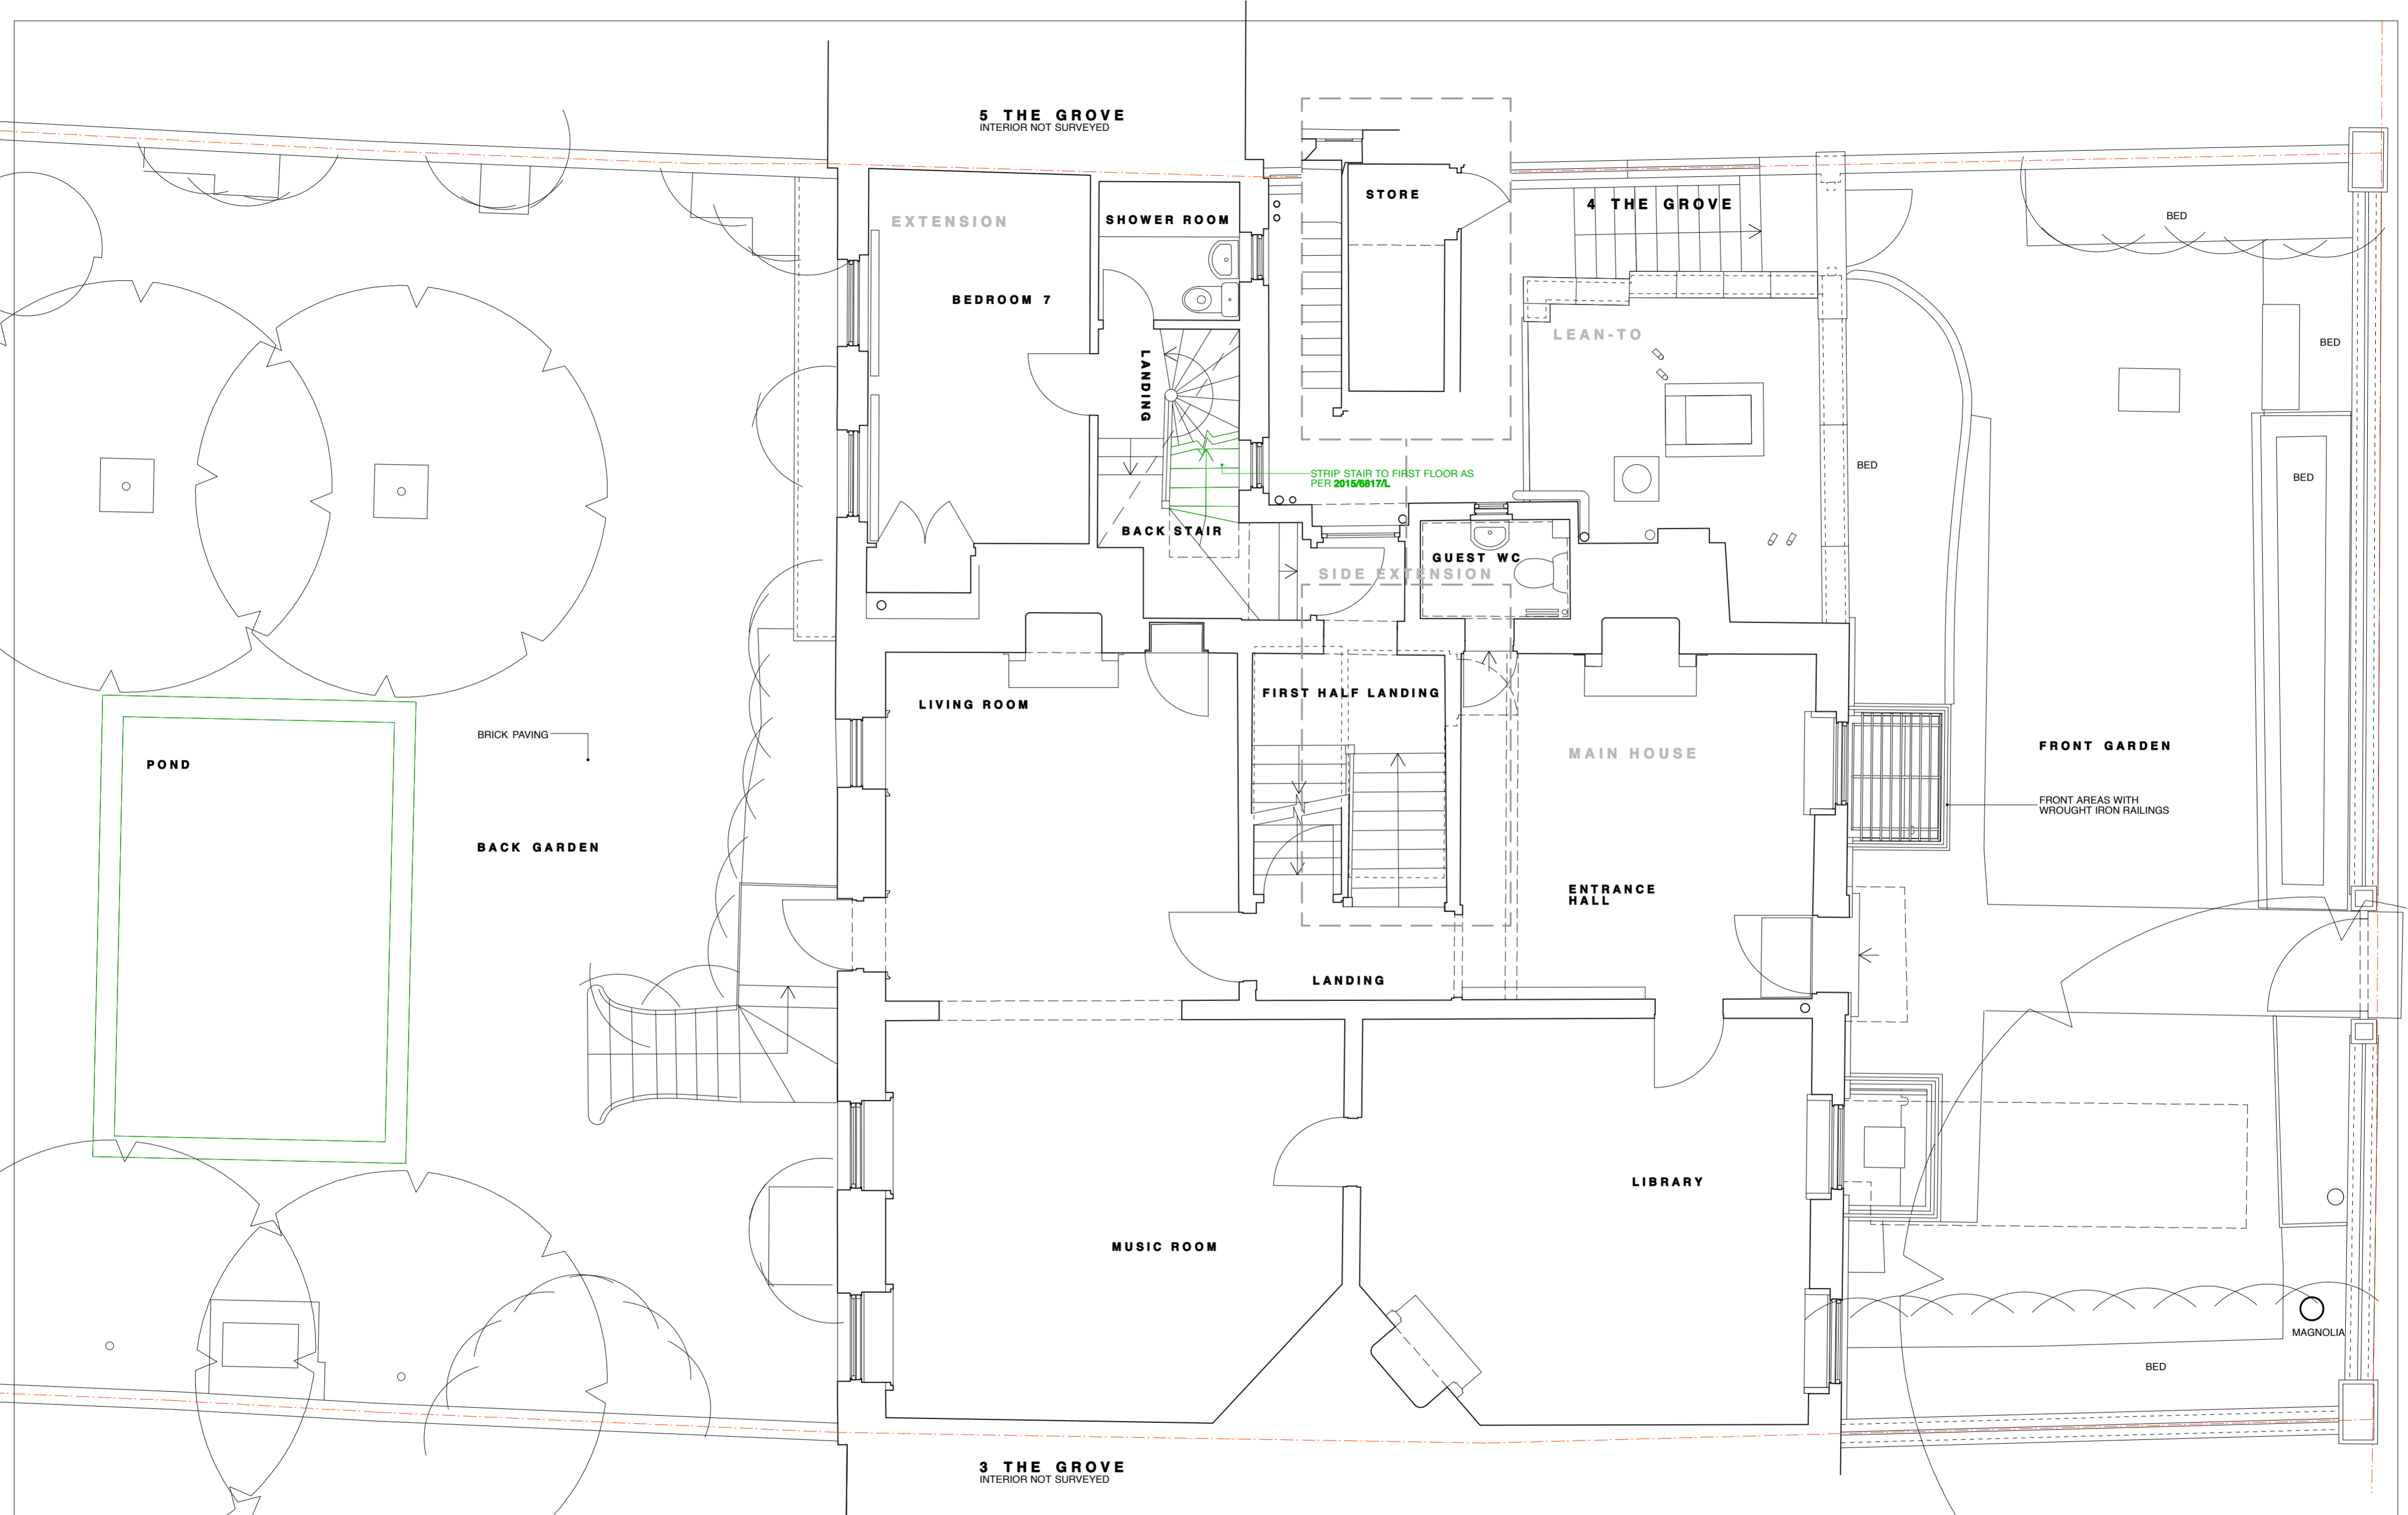 5 THE GROVE
INTERIOR NOT SURVEYED
STORE
4 THE GROVE
BED
EXTENSION
SHOWER ROOM
BEDROOM 7
LEAN-TO
BED
LANDING
BED
BED
STRIP STAIR TO FIRST FLOOR AS
PER 2015/6817/L
BACK STAIR
GUEST WC
SIDE EXTENSION
LIVING ROOM
FIRST HALF LANDING
BRICK PAVING
MAIN HOUSE
FRONT GARDEN
POND
FRONT AREAS WITH
WROUGHT IRON RAILINGS
BACK GARDEN
ENTRANCE
HALL
LANDING
LIBRARY
MUSIC ROOM
MAGNOLIA
BED
3 THE GROVE
INTERIOR NOT SURVEYED